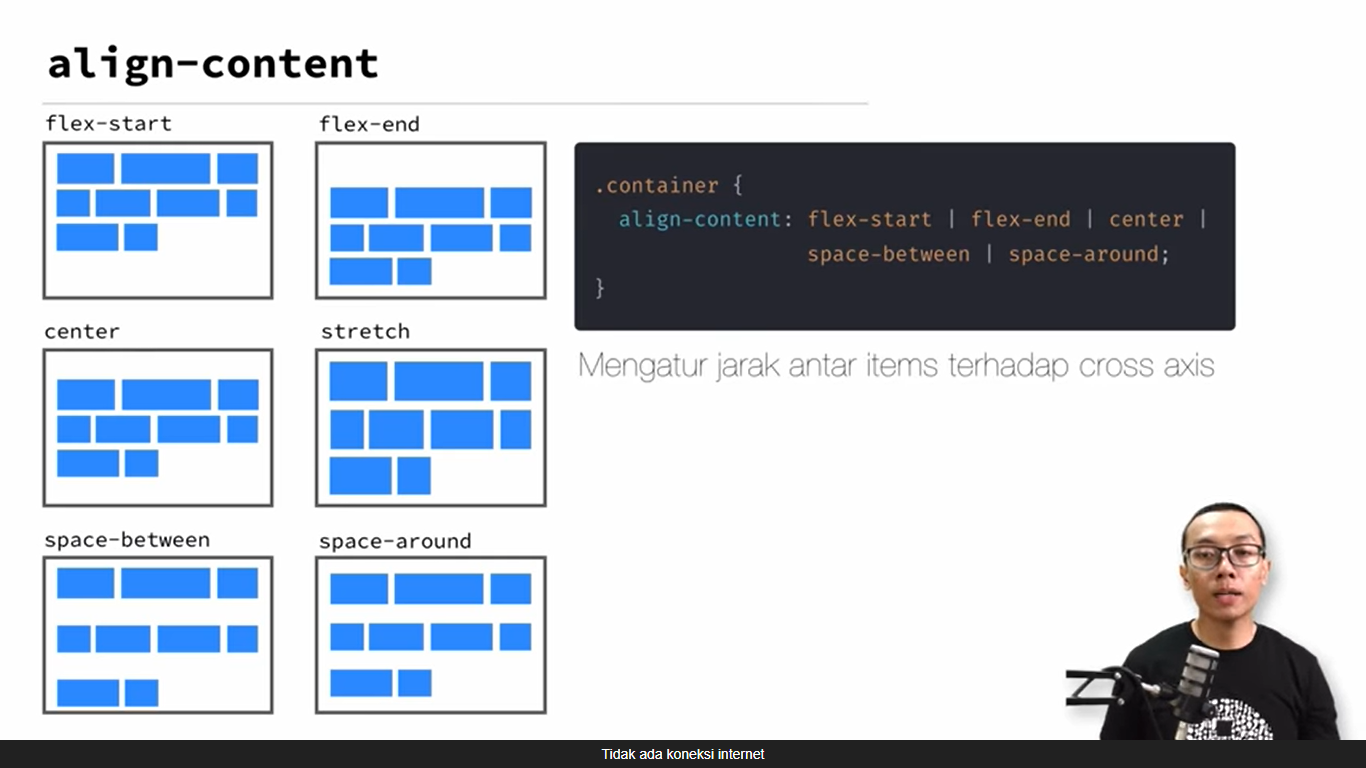 align-content
flex-start
flex-end
center
stretch
space-between
space-around
.container {
align-content: flex-start | flex-end | center |
space-between | space-around;
}
Mengatur jarak antar items terhadap cross axis
Tidak ada koneksi internet